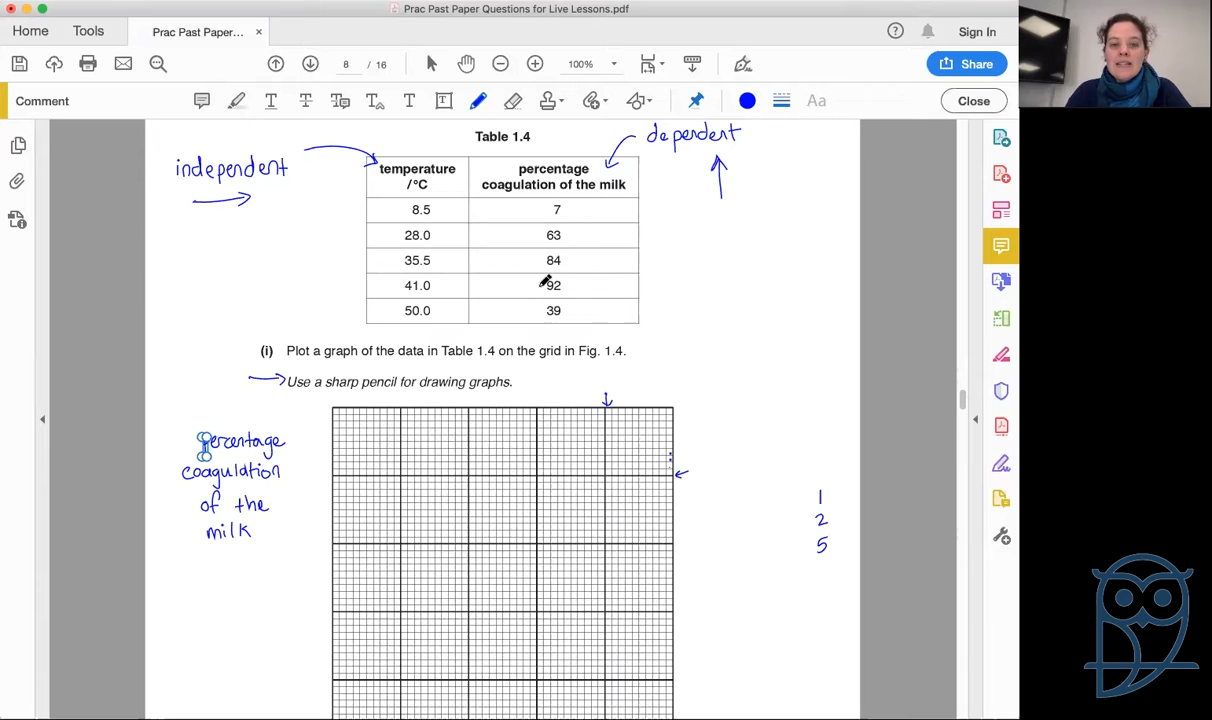 Prac Past Paper Questions for Live Lessons.pdf
Home Tools Prac Past Paper... × Sign In
8 / 16 100% Share
Comment Aa Close
Table 1.4
dependent
independent
temperature /°C percentage coagulation of the milk
8.5 7
28.0 63
35.5 84
41.0 92
50.0 39
(i) Plot a graph of the data in Table 1.4 on the grid in Fig. 1.4.
Use a sharp pencil for drawing graphs.
percentage
coagulation
of the
milk
1
2
5